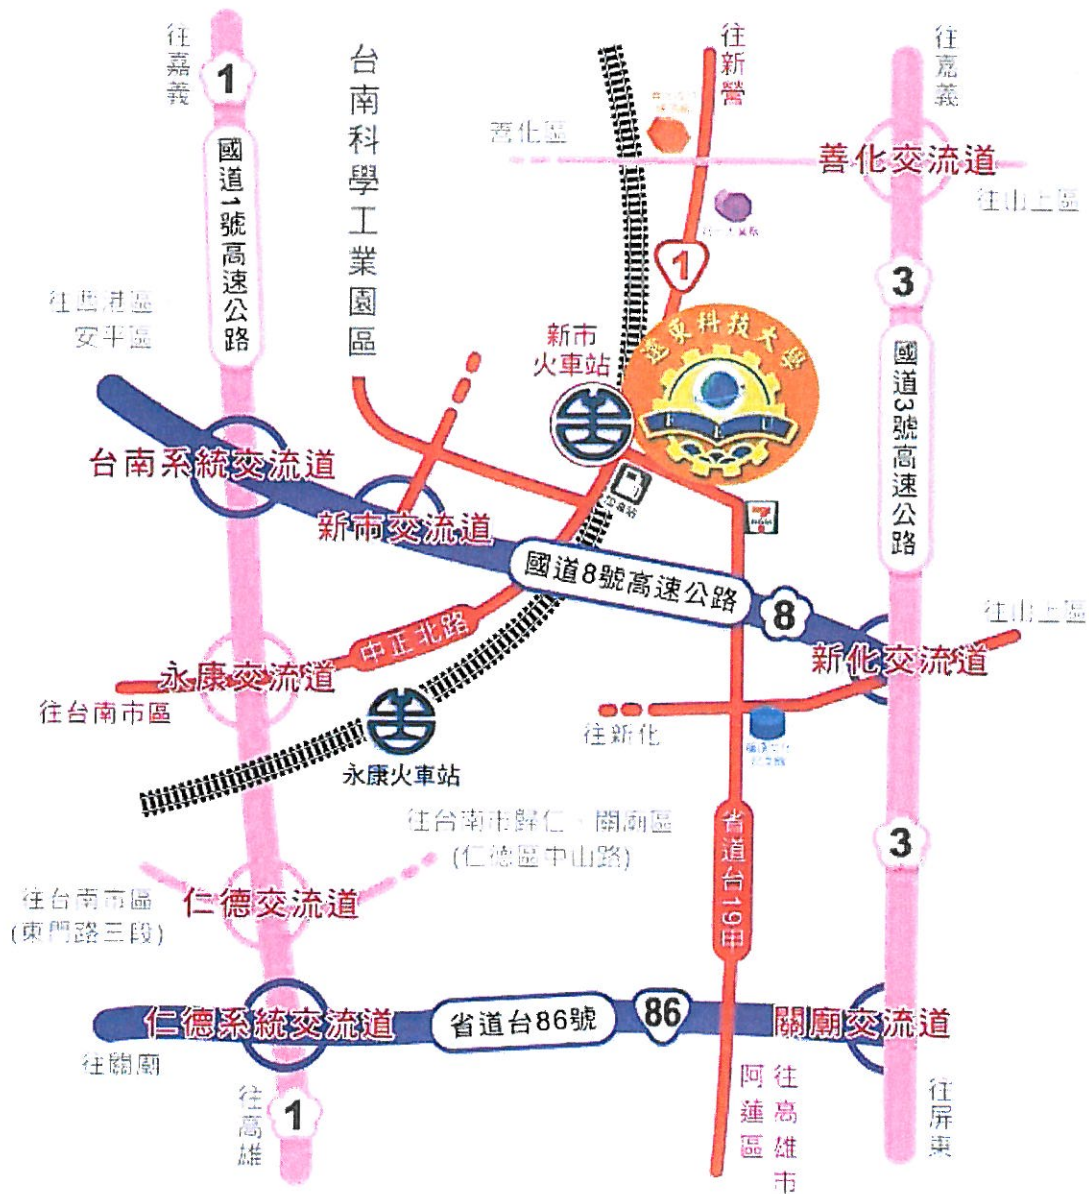 往嘉義
1
國道1號高速公路
台南科學工業園區
往新營
往嘉義
善化區
善化交流道
往山上區
1
3
往西港區
安平區
新市
火車站
遠東科技大學
F E U
國道3號高速公路
台南系統交流道
新市交流道
加油站
國道8號高速公路
8
往山上區
中正北路
新化交流道
永康交流道
往台南市區
往新化
永康火車站
往台南市歸仁、關廟區
(仁德區中山路)
省道台19甲
3
往台南市區
(東門路三段)
仁德交流道
仁德系統交流道
省道台86號
86
關廟交流道
往關廟
往高雄
1
往高雄市
阿蓮區
往屏東